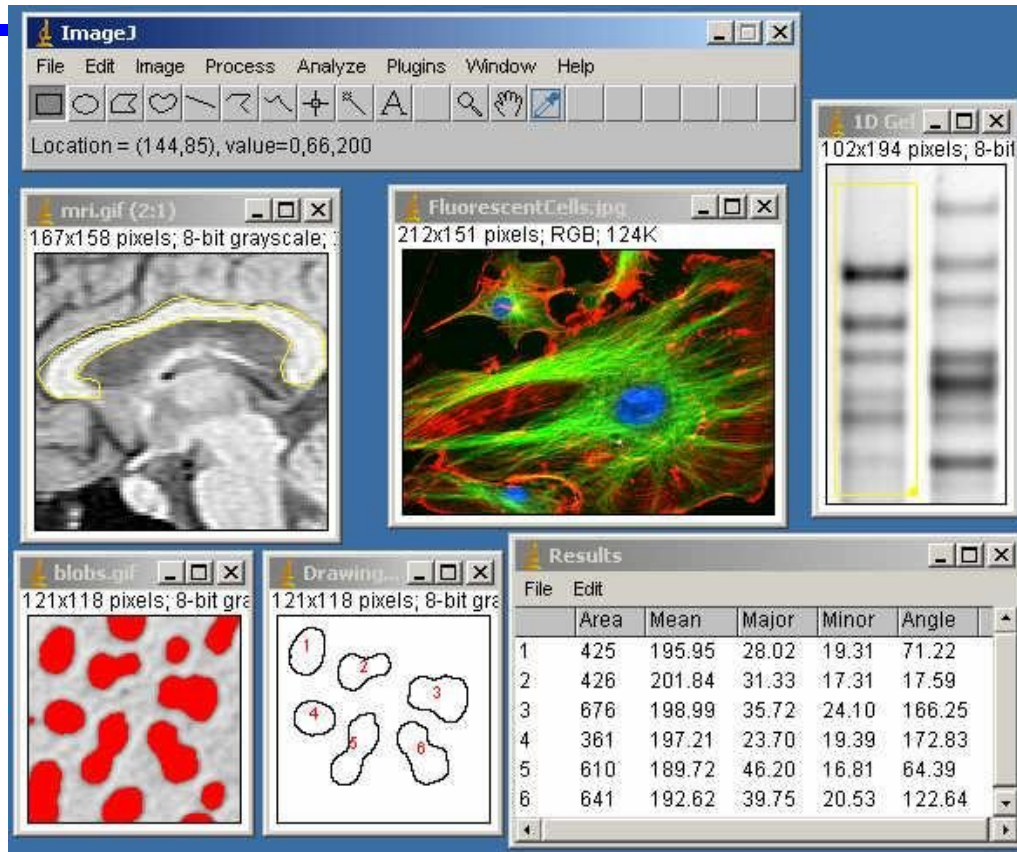 ImageJ
File Edit Image Process Analyze Plugins Window Help
A
Location = (144,85), value=0,66,200
1D Gel
102x194 pixels; 8-bit
mri.gif (2:1)
167x158 pixels; 8-bit grayscale;
FluorescentCells.jpg
212x151 pixels; RGB; 124K
blobs.gif
121x118 pixels; 8-bit gra
Drawing...
121x118 pixels; 8-bit gra
1
2
3
4
5
6
Results
File Edit
Area Mean Major Minor Angle
1 425 195.95 28.02 19.31 71.22
2 426 201.84 31.33 17.31 17.59
3 676 198.99 35.72 24.10 166.25
4 361 197.21 23.70 19.39 172.83
5 610 189.72 46.20 16.81 64.39
6 641 192.62 39.75 20.53 122.64